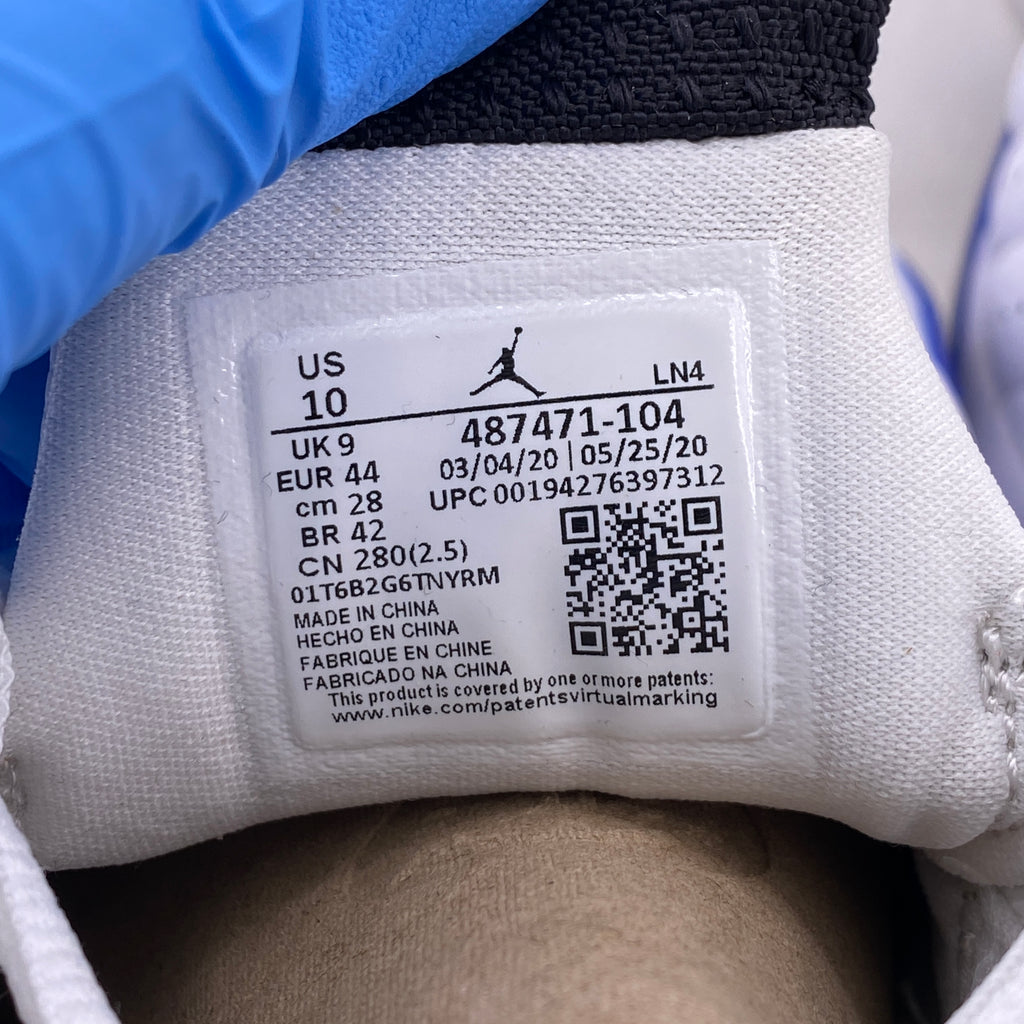 US
10
LN4
UK 9
EUR 44
cm 28
BR 42
CN 280(2.5)
487471-104
03/04/20 | 05/25/20
UPC 00194276397312
01T6B2G6TNYRM
MADE IN CHINA
HECHO EN CHINA
FABRIQUE EN CHINE
FABRICADO NA CHINA
This product is covered by one or more patents:
www.nike.com/patentsvirtualmarking